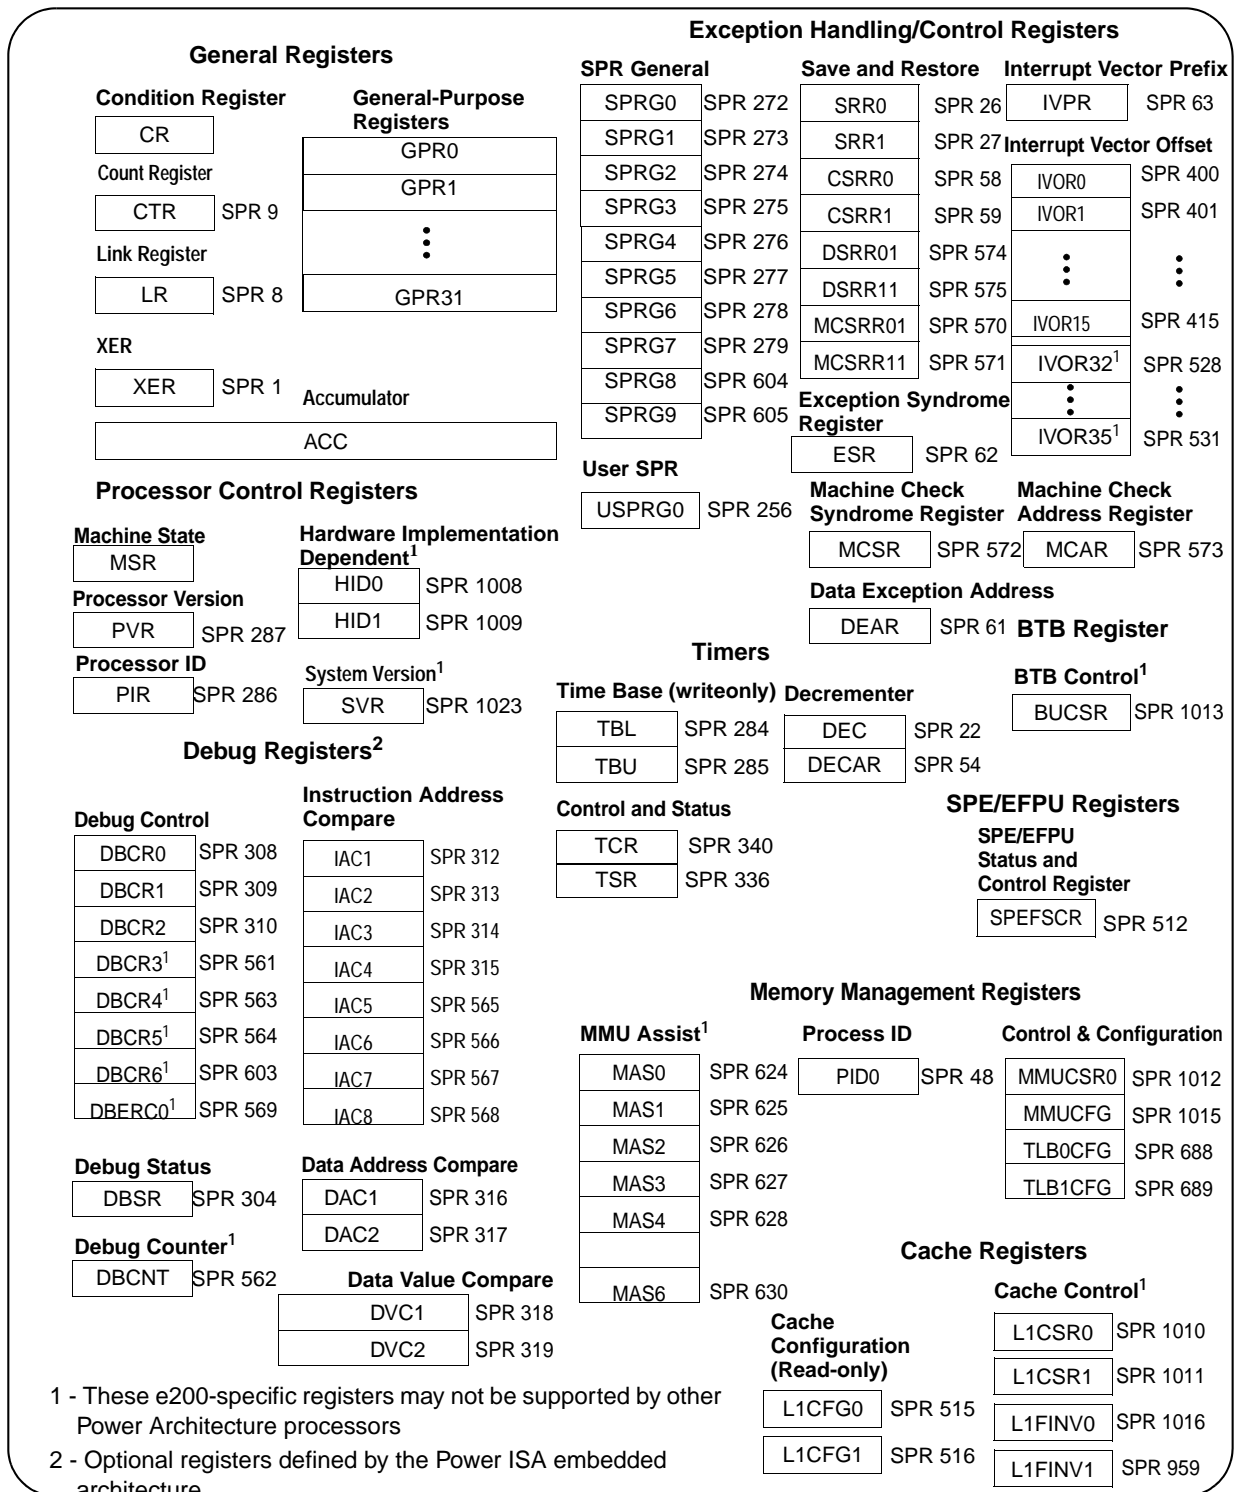 General Registers
Condition Register
CR
Count Register
CTR SPR 9
Link Register
LR SPR 8
XER
XER SPR 1
General-Purpose
Registers
GPR0
GPR1
GPR31
Accumulator
ACC
Exception Handling/Control Registers
SPR General
SPRG0 SPR 272
SPRG1 SPR 273
SPRG2 SPR 274
SPRG3 SPR 275
SPRG4 SPR 276
SPRG5 SPR 277
SPRG6 SPR 278
SPRG7 SPR 279
SPRG8 SPR 604
SPRG9 SPR 605
User SPR
USPRG0 SPR 256
Save and Restore
SRR0 SPR 26
SRR1 SPR 27
CSRR0 SPR 58
CSRR1 SPR 59
DSRR01 SPR 574
DSRR11 SPR 575
MCSRR01 SPR 570
MCSRR11 SPR 571
Exception Syndrome
Register
ESR SPR 62
Interrupt Vector Prefix
IVPR SPR 63
Interrupt Vector Offset
IVOR0 SPR 400
IVOR1 SPR 401
IVOR15 SPR 415
IVOR32¹ SPR 528
IVOR35¹ SPR 531
Machine Check
Syndrome Register
MCSR SPR 572
Machine Check
Address Register
MCAR SPR 573
Data Exception Address
DEAR SPR 61
Processor Control Registers
Machine State
MSR
Processor Version
PVR SPR 287
Processor ID
PIR SPR 286
Hardware Implementation
Dependent¹
HID0 SPR 1008
HID1 SPR 1009
System Version¹
SVR SPR 1023
Timers
Time Base (writeonly)
TBL SPR 284
TBU SPR 285
Decrementer
DEC SPR 22
DECAR SPR 54
Control and Status
TCR SPR 340
TSR SPR 336
BTB Register
BTB Control¹
BUCSR SPR 1013
SPE/EFPU Registers
SPE/EFPU
Status and
Control Register
SPEFSCR SPR 512
Debug Registers²
Debug Control
DBCR0 SPR 308
DBCR1 SPR 309
DBCR2 SPR 310
DBCR3¹ SPR 561
DBCR4¹ SPR 563
DBCR5¹ SPR 564
DBCR6¹ SPR 603
DBERC0¹ SPR 569
Instruction Address
Compare
IAC1 SPR 312
IAC2 SPR 313
IAC3 SPR 314
IAC4 SPR 315
IAC5 SPR 565
IAC6 SPR 566
IAC7 SPR 567
IAC8 SPR 568
Debug Status
DBSR SPR 304
Debug Counter¹
DBCNT SPR 562
Data Address Compare
DAC1 SPR 316
DAC2 SPR 317
Data Value Compare
DVC1 SPR 318
DVC2 SPR 319
Memory Management Registers
MMU Assist¹
MAS0 SPR 624
MAS1 SPR 625
MAS2 SPR 626
MAS3 SPR 627
MAS4 SPR 628
MAS6 SPR 630
Process ID
PID0 SPR 48
Control & Configuration
MMUCSR0 SPR 1012
MMUCFG SPR 1015
TLB0CFG SPR 688
TLB1CFG SPR 689
Cache Registers
Cache
Configuration
(Read-only)
L1CFG0 SPR 515
L1CFG1 SPR 516
Cache Control¹
L1CSR0 SPR 1010
L1CSR1 SPR 1011
L1FINV0 SPR 1016
L1FINV1 SPR 959
1 - These e200-specific registers may not be supported by other
Power Architecture processors
2 - Optional registers defined by the Power ISA embedded
architecture